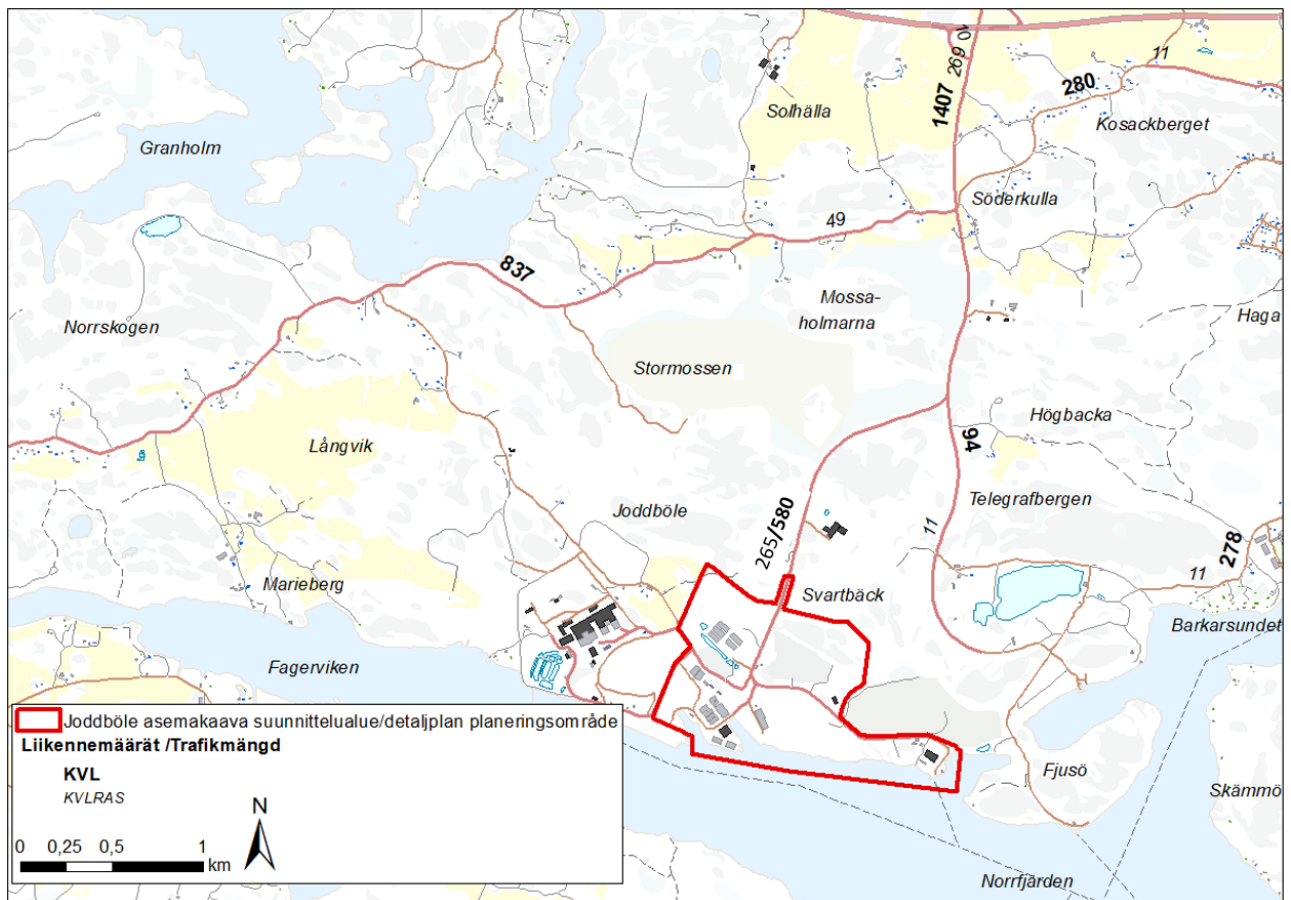 11
269
1407
280
Solhälla
Kosackberget
Granholm
Söderkulla
49
837
Mossa-
holmarna
Haga
Norrskogen
Stormossen
Högbacka
94
Långvik
Telegrafbergen
Joddböle
265/580
11
278
11
Marieberg
Svartbäck
Barkarsundet
Fagerviken
Joddböle asemakaava suunnittelualue/detaljplan planeringsområde
Liikennemäärät /Trafikmängd
KVL
KVLRAS
Fjusö
Skämmö
N
0 0,25 0,5 1
km
Norrfjärden